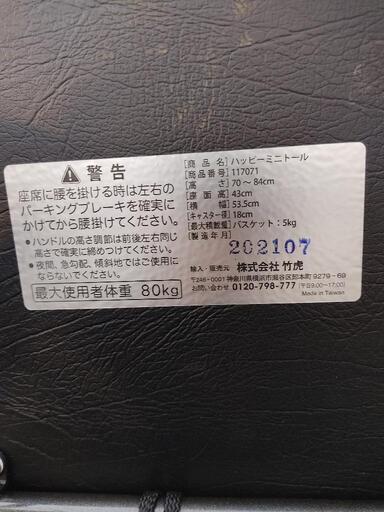 ⚠警告
座席に腰を掛ける時は左右の
パーキングブレーキを確実に
かけてから腰掛けてください。
●ハンドルの高さ調節は前後左右同じ
高さで確実に締めつけてください。
●夜間、急勾配、傾斜地ではご使用に
ならないでください。
最大使用者体重 80kg
[商品名]ハッピーミニトール
[商品番号]117071
[高さ]70～84cm
[座面高]43cm
[横幅]53.5cm
[キャスター径]18cm
[最大積載量]バスケット：5kg
[製造年月]
202107
輸入・販売元 株式会社 竹虎
〒246-0001 神奈川県横浜市瀬谷区卸本町 9279-69
お問い合わせ 0120-798-777 (平日9:00～17:00)
Made in Taiwan